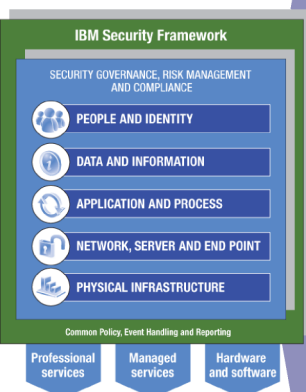 IBM Security Framework
SECURITY GOVERNANCE, RISK MANAGEMENT
AND COMPLIANCE
PEOPLE AND IDENTITY
DATA AND INFORMATION
APPLICATION AND PROCESS
NETWORK, SERVER AND END POINT
PHYSICAL INFRASTRUCTURE
Common Policy, Event Handling and Reporting
Professional
services
Managed
services
Hardware
and software